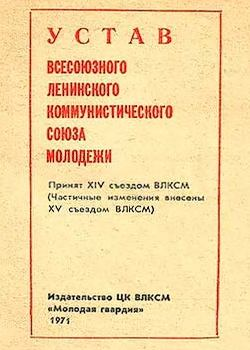 УСТАВ
ВСЕСОЮЗНОГО
ЛЕНИНСКОГО
КОММУНИСТИЧЕСКОГО
СОЮЗА
МОЛОДЕЖИ
Принят XIV съездом ВЛКСМ
(Частичные изменения внесены
XV съездом ВЛКСМ)
Издательство ЦК ВЛКСМ
«Молодая гвардия»
1971